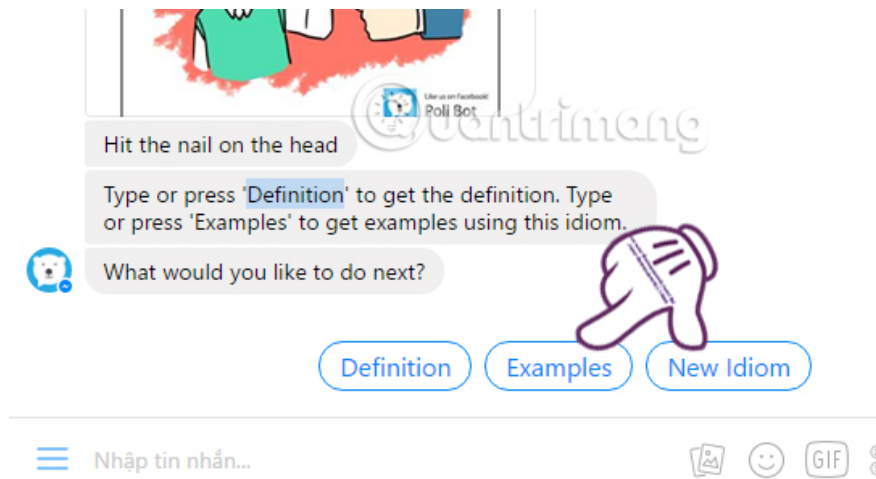 Like us on Facebook!
Poli Bot
Quantrimang
Hit the nail on the head
Type or press 'Definition' to get the definition. Type
or press 'Examples' to get examples using this idiom.
What would you like to do next?
Definition Examples New Idiom
Nhập tin nhắn...
GIF